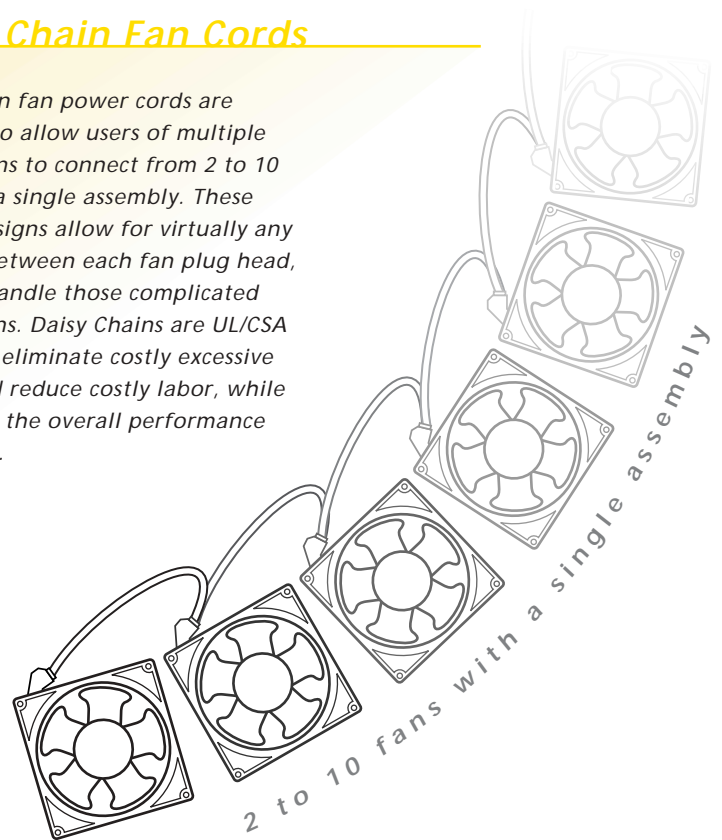 Chain Fan Cords
n fan power cords are
o allow users of multiple
ns to connect from 2 to 10
a single assembly. These
signs allow for virtually any
etween each fan plug head,
andle those complicated
ns. Daisy Chains are UL/CSA
eliminate costly excessive
d reduce costly labor, while
the overall performance
.
2 to 10 fans with a single assembly